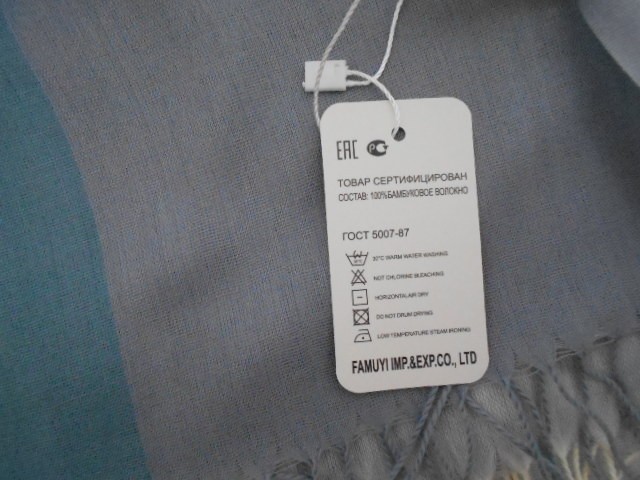 EAC
ТОВАР СЕРТИФИЦИРОВАН
СОСТАВ: 100%БАМБУКОВОЕ ВОЛОКНО
ГОСТ 5007-87
30°C WARM WATER WASHING
NOT CHLORINE BLEACHING
HORIZONTAL AIR DRY
DO NOT DRUM DRYING
LOW TEMPERATURE STEAM IRONING
FAMUYI IMP.&EXP.CO., LTD